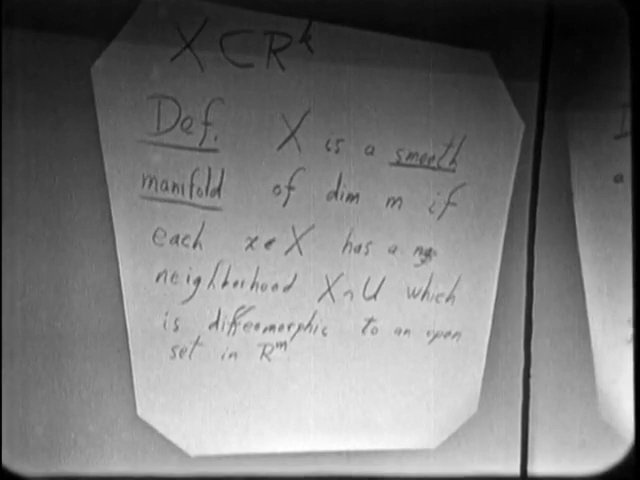 X ⊂ R^k
Def. X is a smooth
manifold of dim m if
each x ∈ X has a
neighborhood X ∩ U which
is diffeomorphic to an open
set in R^m